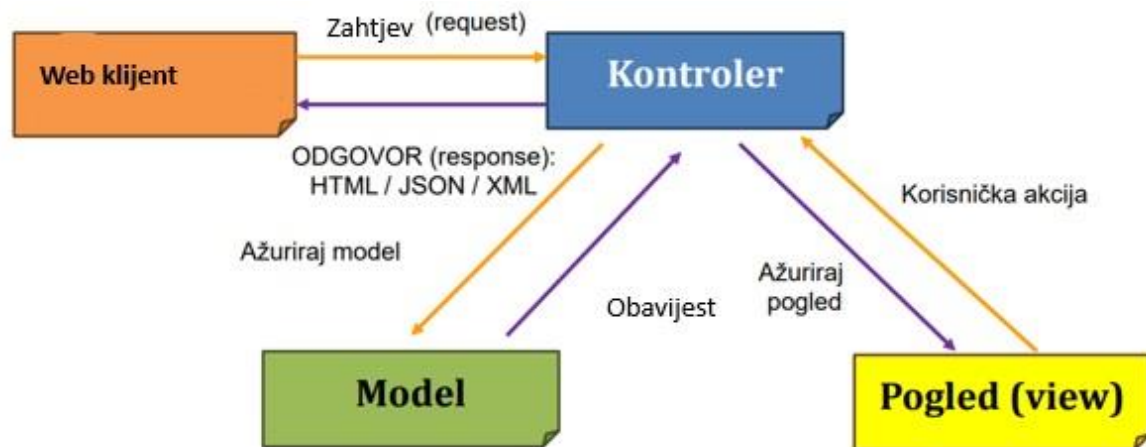 Zahtjev (request)
Web klijent
Kontroler
ODGOVOR (response):
HTML / JSON / XML
Korisnička akcija
Ažuriraj model
Ažuriraj
pogled
Obavijest
Model
Pogled (view)